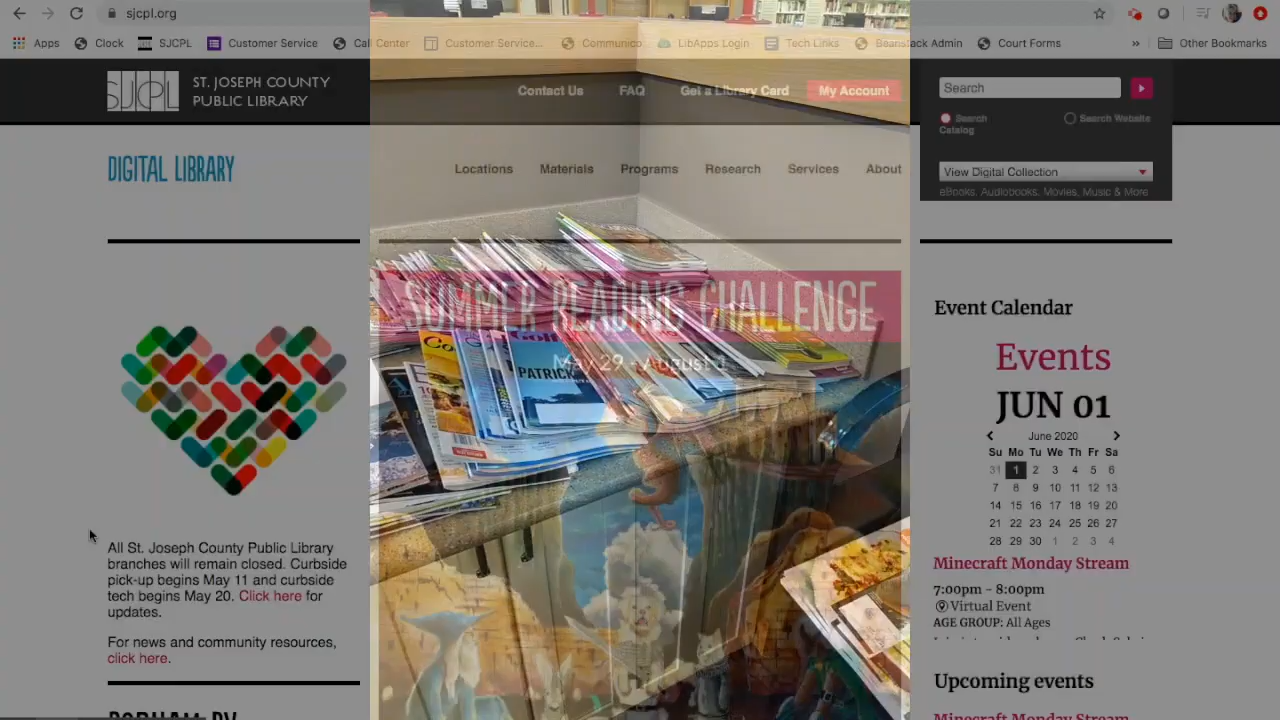 sjcpl.org
Apps
Clock
SJCPL
Customer Service
Call Center
Customer Service...
Communico
LibApps Login
Tech Links
Beanstack Admin
Court Forms
»
Other Bookmarks
SJCPL
ST. JOSEPH COUNTY
PUBLIC LIBRARY
Contact Us
FAQ
Get a Library Card
My Account
Search
Search
Catalog
Search Website
View Digital Collection
eBooks, Audiobooks, Movies, Music & More
DIGITAL LIBRARY
Locations
Materials
Programs
Research
Services
About
SUMMER READING CHALLENGE
May 29 - August 1
PATRICK
All St. Joseph County Public Library
branches will remain closed. Curbside
pick-up begins May 11 and curbside
tech begins May 20. Click here for
updates.
For news and community resources,
click here.
Event Calendar
Events
JUN 01
June 2020
Su Mo Tu We Th Fr Sa
31 1 2 3 4 5 6
7 8 9 10 11 12 13
14 15 16 17 18 19 20
21 22 23 24 25 26 27
28 29 30 1 2 3 4
Minecraft Monday Stream
7:00pm - 8:00pm
Virtual Event
AGE GROUP: All Ages
Upcoming events
Minecraft Monday Stream